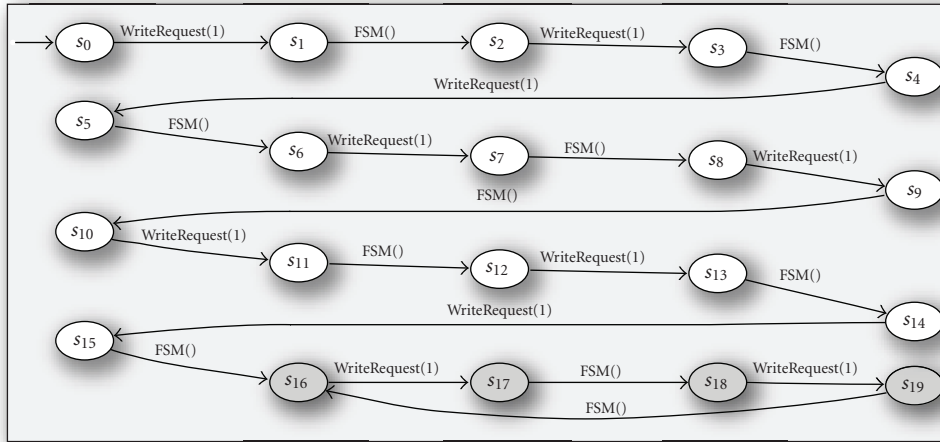 s0 WriteRequest(1) s1 FSM() s2 WriteRequest(1) s3 FSM() s4
WriteRequest(1)
s5 FSM() s6 WriteRequest(1) s7 FSM() s8 WriteRequest(1) s9
FSM()
s10 WriteRequest(1) s11 FSM() s12 WriteRequest(1) s13 FSM() s14
WriteRequest(1)
s15 FSM() s16 WriteRequest(1) s17 FSM() s18 WriteRequest(1) s19
FSM()